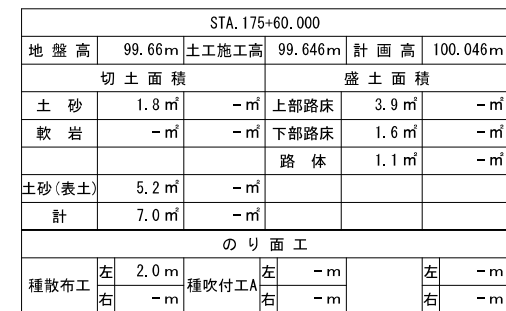 STA.175+60.000
地盤高 99.66m 土工施工高 99.646m 計画高 100.046m
切土面積 盛土面積
土砂 1.8㎡ -㎡ 上部路床 3.9㎡ -㎡
軟岩 -㎡ -㎡ 下部路床 1.6㎡ -㎡
路体 1.1㎡ -㎡
土砂(表土) 5.2㎡ -㎡
計 7.0㎡ -㎡
のり面工
種散布工 左 2.0m 種吹付工A 左 -m 左 -m
右 -m 右 -m 右 -m